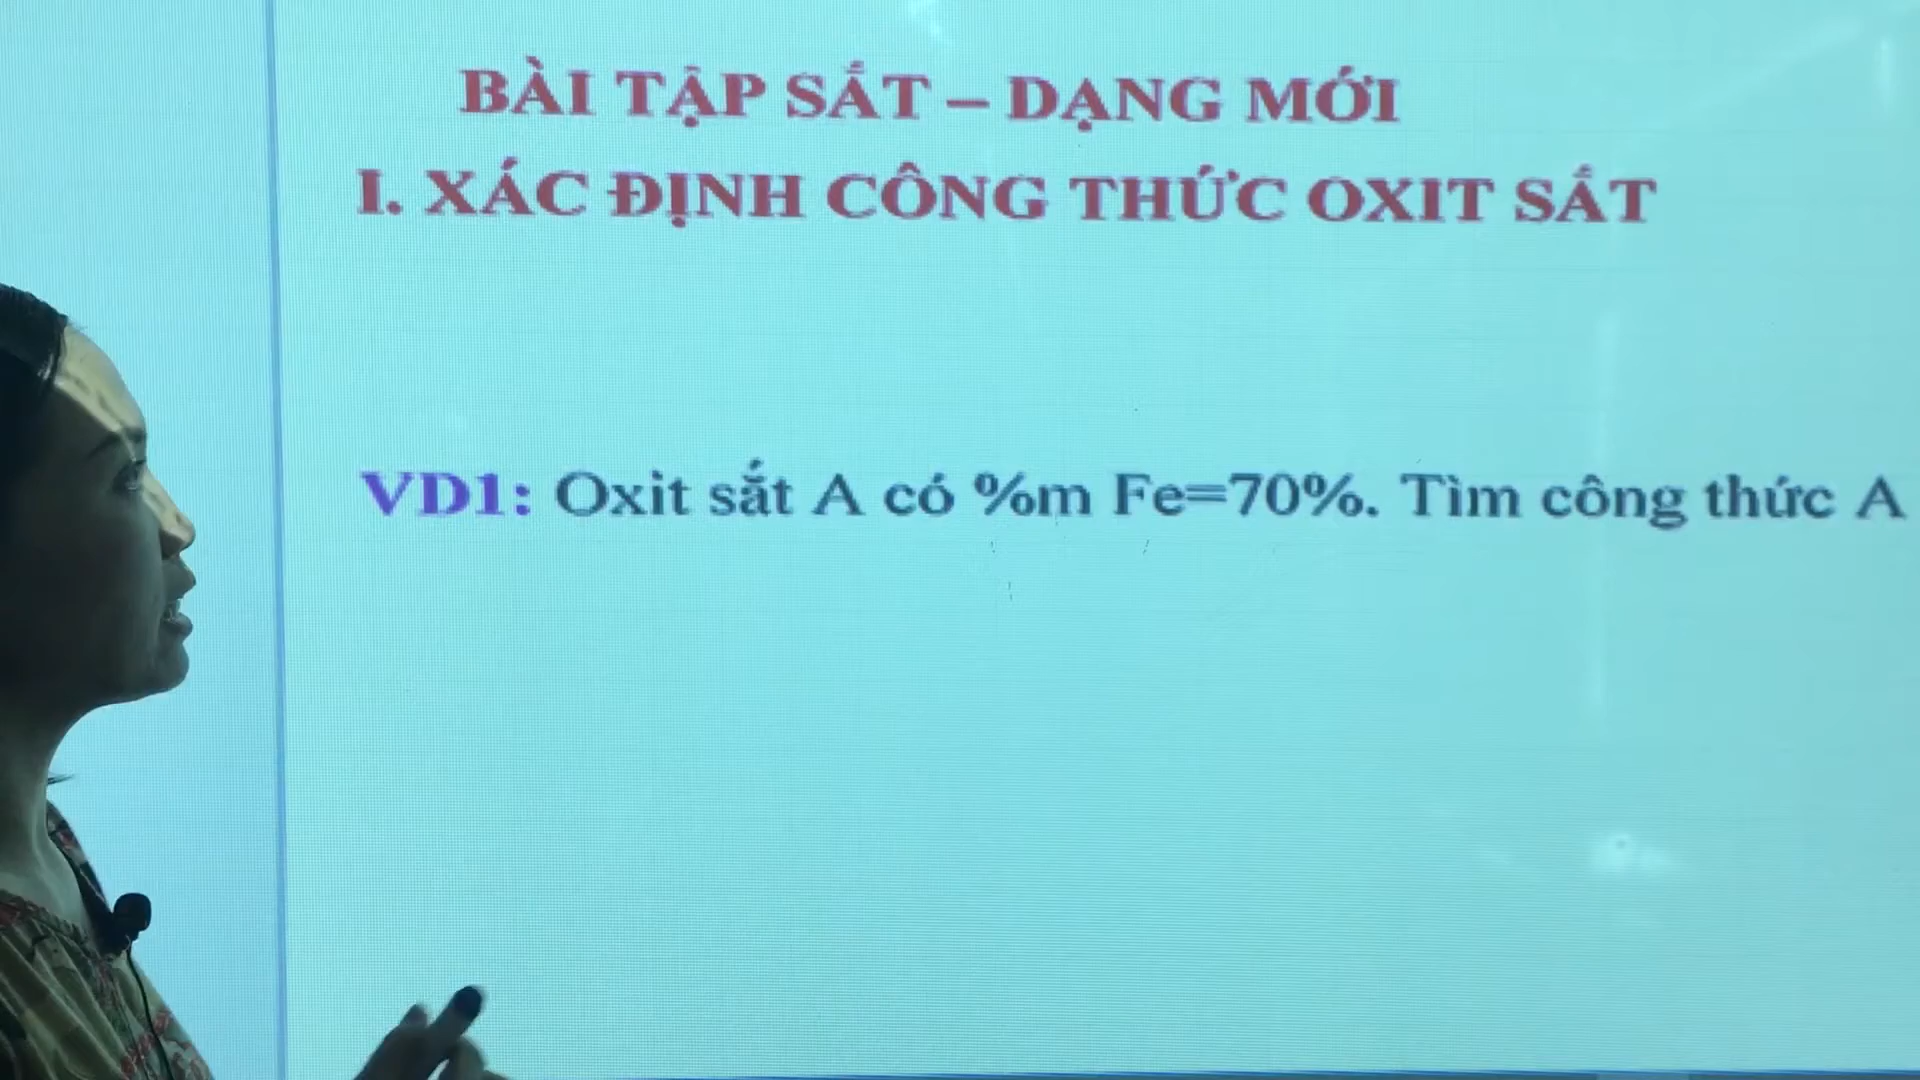 BÀI TẬP SẮT – DẠNG MỚI
I. XÁC ĐỊNH CÔNG THỨC OXIT SẮT
VD1: Oxit sắt A có %m Fe=70%. Tìm công thức A